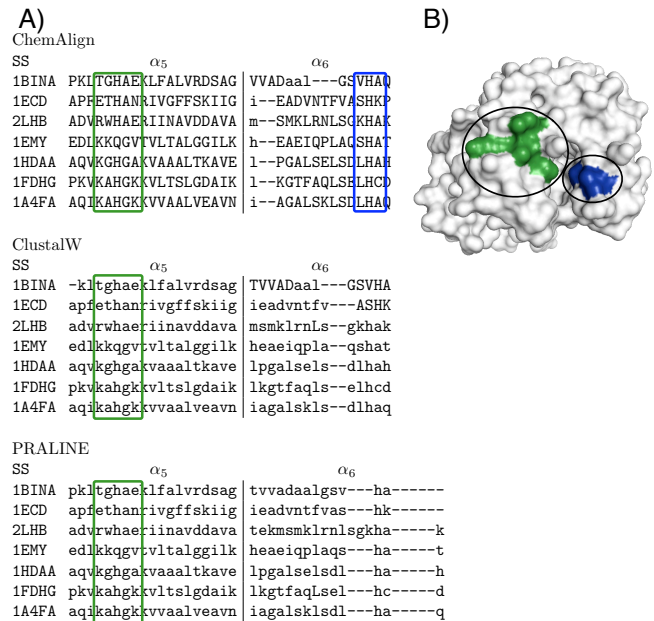 A) B)
ChemAlign
SS α5 α6
1BINA PKLTGHAEKLFALVRDSAG VVADaal---GSVHAQ
1ECD APFETHANRIVGFFSKIIG i--EADVNTFVASHKP
2LHB ADVRWHAERIINAVDDAVA m--SMKLRNLSGKHAK
1EMY EDLKKQGVTVLTALGGILK h--EAEIQPLAQSHAT
1HDAA AQVKGHGAKVAAALTKAVE l--PGALSELSDLHAH
1FDHG PKVKAHGKKVLTSLGDAIK l--KGTFAQLSELHCD
1A4FA AQIKAHGKKVVAALVEAVN i--AGALSKLSDLHAQ
ClustalW
SS α5 α6
1BINA -kltghaeklfalvrdsag TVVADaal---GSVHA
1ECD apfethanrivgffskiig ieadvntfv---ASHK
2LHB advrwhaeriinavddava msmklrnLs--gkhak
1EMY edlkkqgvtvltalggilk heaeiqpla--qshat
1HDAA aqvkghgakvaaaltkave lpgalsels--dlhah
1FDHG pkvkahgkkvltslgdaik lkgtfaqls--elhcd
1A4FA aqikahgkkvvaalveavn iagalskls--dlhaq
PRALINE
SS α5 α6
1BINA pkltghaeklfalvrdsag tvvadaalgsv---ha------
1ECD apfethanrivgffskiig ieadvntfvas---hk------
2LHB advrwhaeriinavddava tekmsmklrnlsgkha-----k
1EMY edlkkqgvtvltalggilk heaeiqplaqs---ha-----t
1HDAA aqvkghgakvaaaltkave lpgalselsdl---ha-----h
1FDHG pkvkahgkkvltslgdaik lkgtfaqLsel---hc-----d
1A4FA aqikahgkkvvaalveavn iagalsklsdl---ha-----q